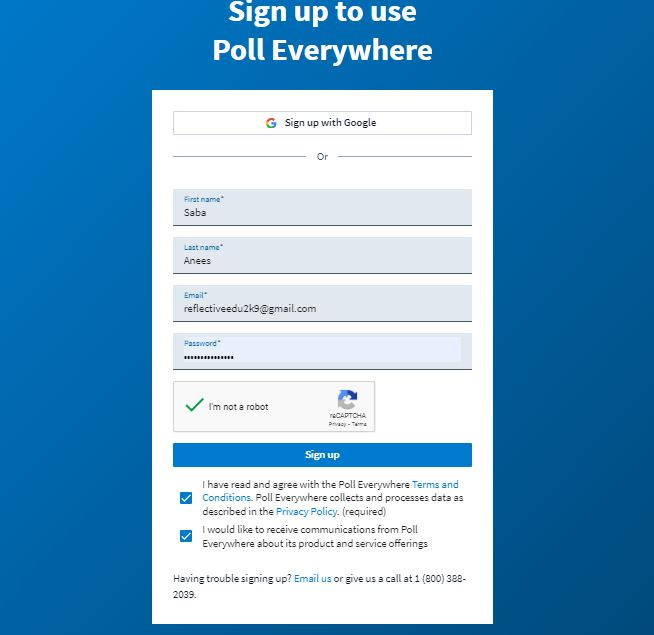 Sign up to use
Poll Everywhere
Sign up with Google
Or
First name*
Saba
Last name*
Anees
Email*
reflectiveedu2k9@gmail.com
Password*
•••••••••••••••
I'm not a robot
reCAPTCHA
Privacy - Terms
Sign up
I have read and agree with the Poll Everywhere Terms and
Conditions. Poll Everywhere collects and processes data as
described in the Privacy Policy. (required)
I would like to receive communications from Poll
Everywhere about its product and service offerings
Having trouble signing up? Email us or give us a call at 1 (800) 388-
2039.